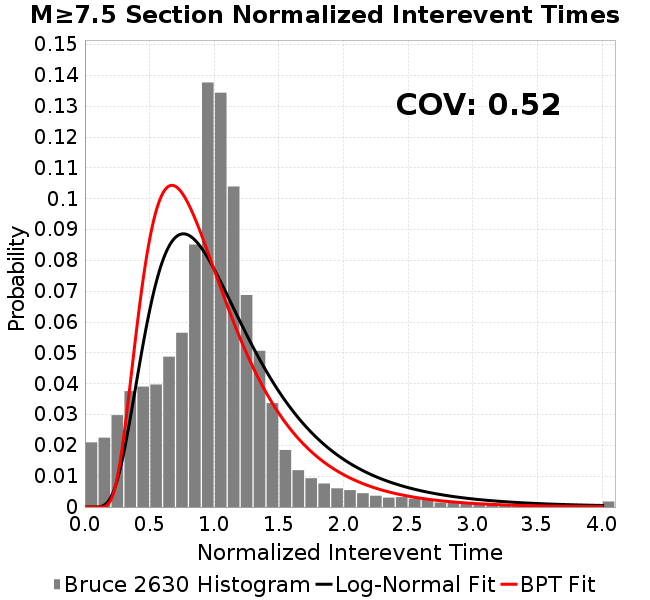 M≥7.5 Section Normalized Interevent Times
COV: 0.52
Probability
0.15
0.14
0.13
0.12
0.11
0.1
0.09
0.08
0.07
0.06
0.05
0.04
0.03
0.02
0.01
0
0.0 0.5 1.0 1.5 2.0 2.5 3.0 3.5 4.0
Normalized Interevent Time
Bruce 2630 Histogram Log-Normal Fit BPT Fit